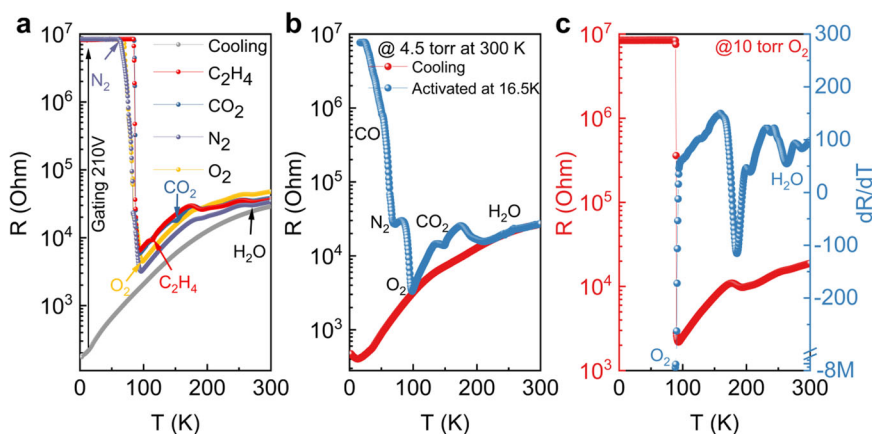 a
10⁷
10⁶
10⁵
10⁴
10³
R (Ohm)
0
100
200
300
T (K)
Gating 210V
N₂
Cooling
C₂H₄
CO₂
N₂
O₂
CO₂
H₂O
O₂
C₂H₄
b
@ 4.5 torr at 300 K
Cooling
Activated at 16.5K
10⁷
10⁶
10⁵
10⁴
10³
R (Ohm)
CO
N₂
CO₂
H₂O
O₂
0
100
200
300
T (K)
c
@10 torr O₂
10⁷
10⁶
10⁵
10⁴
10³
R (Ohm)
H₂O
O₂
300
200
100
0
-100
-200
-8M
dR/dT
0
100
200
300
T (K)